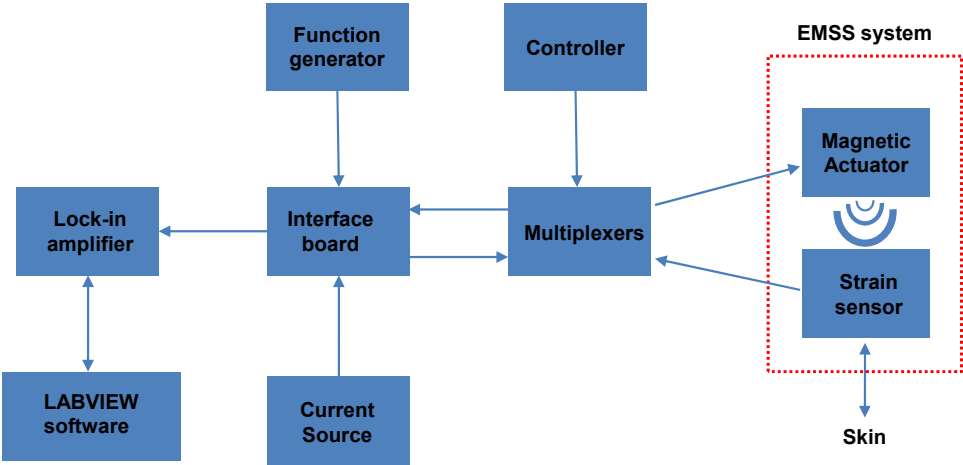 Function
generator
Controller
EMSS system
Magnetic
Actuator
Lock-in
amplifier
Interface
board
Multiplexers
Strain
sensor
LABVIEW
software
Current
Source
Skin